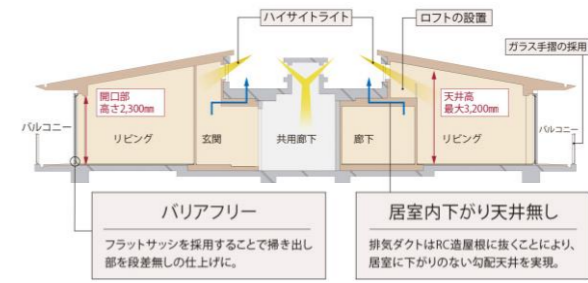 ハイサイトライト
ロフトの設置
ガラス手摺の採用
開口部
高さ2,300mm
天井高
最大3,200mm
バルコニー
リビング
玄関
共用廊下
廊下
リビング
バルコニー
バリアフリー
フラットサッシを採用することで掃き出し
部を段差無しの仕上げに。
居室内下がり天井無し
排気ダクトはRC造屋根に抜くことにより、
居室に下がりのない勾配天井を実現。